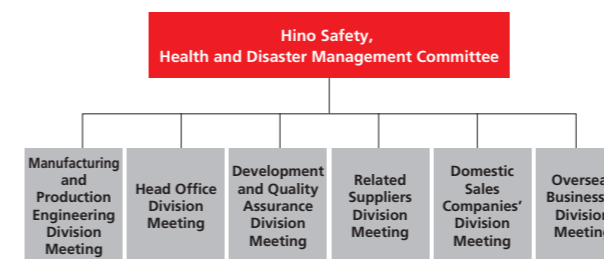 Hino Safety,
Health and Disaster Management Committee
Manufacturing
and
Production
Engineering
Division
Meeting
Head Office
Division
Meeting
Development
and Quality
Assurance
Division
Meeting
Related
Suppliers
Division
Meeting
Domestic
Sales
Companies’
Division
Meeting